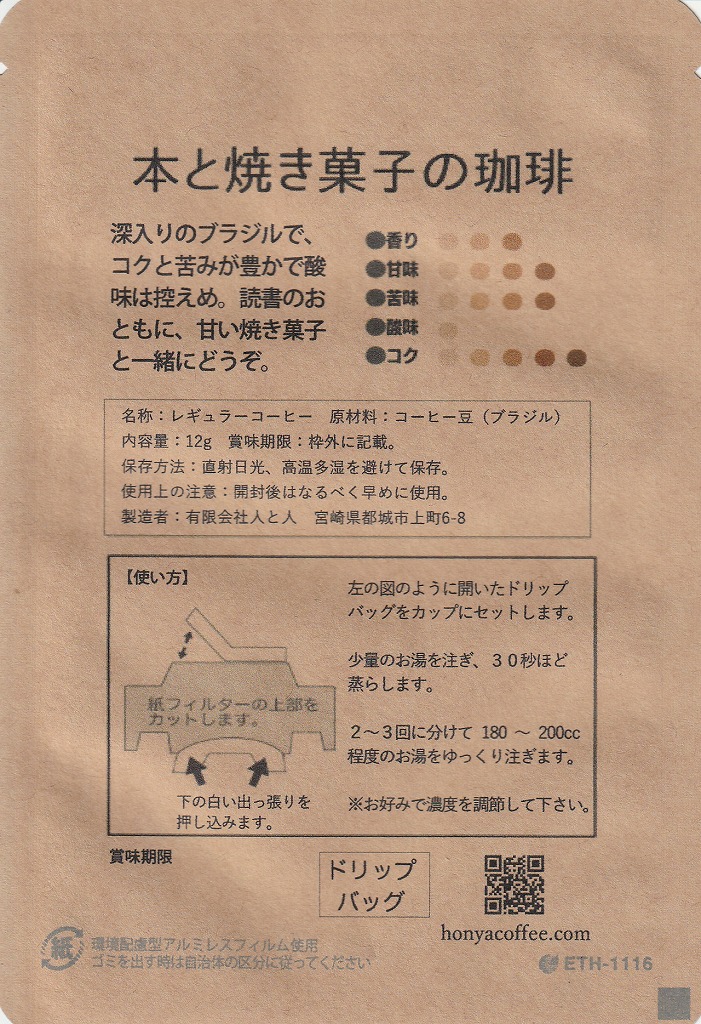 本と焼き菓子の珈琲
深入りのブラジルで、
コクと苦みが豊かで酸
味は控えめ。読書のお
ともに、甘い焼き菓子
と一緒にどうぞ。
●香り
●甘味
●苦味
●酸味
●コク
名称：レギュラーコーヒー　原材料：コーヒー豆（ブラジル）
内容量：12g　賞味期限：枠外に記載。
保存方法：直射日光、高温多湿を避けて保存。
使用上の注意：開封後はなるべく早めに使用。
製造者：有限会社人と人　宮崎県都城市上町6-8
【使い方】
紙フィルターの上部を
カットします。
下の白い出っ張りを
押し込みます。
左の図のように開いたドリップ
バッグをカップにセットします。
少量のお湯を注ぎ、３０秒ほど
蒸らします。
２～３回に分けて 180 ～ 200cc
程度のお湯をゆっくり注ぎます。
※お好みで濃度を調節して下さい。
賞味期限
ドリップ
バッグ
honyacoffee.com
紙
環境配慮型アルミレスフィルム使用
ゴミを出す時は自治体の区分に従ってください
ETH-1116